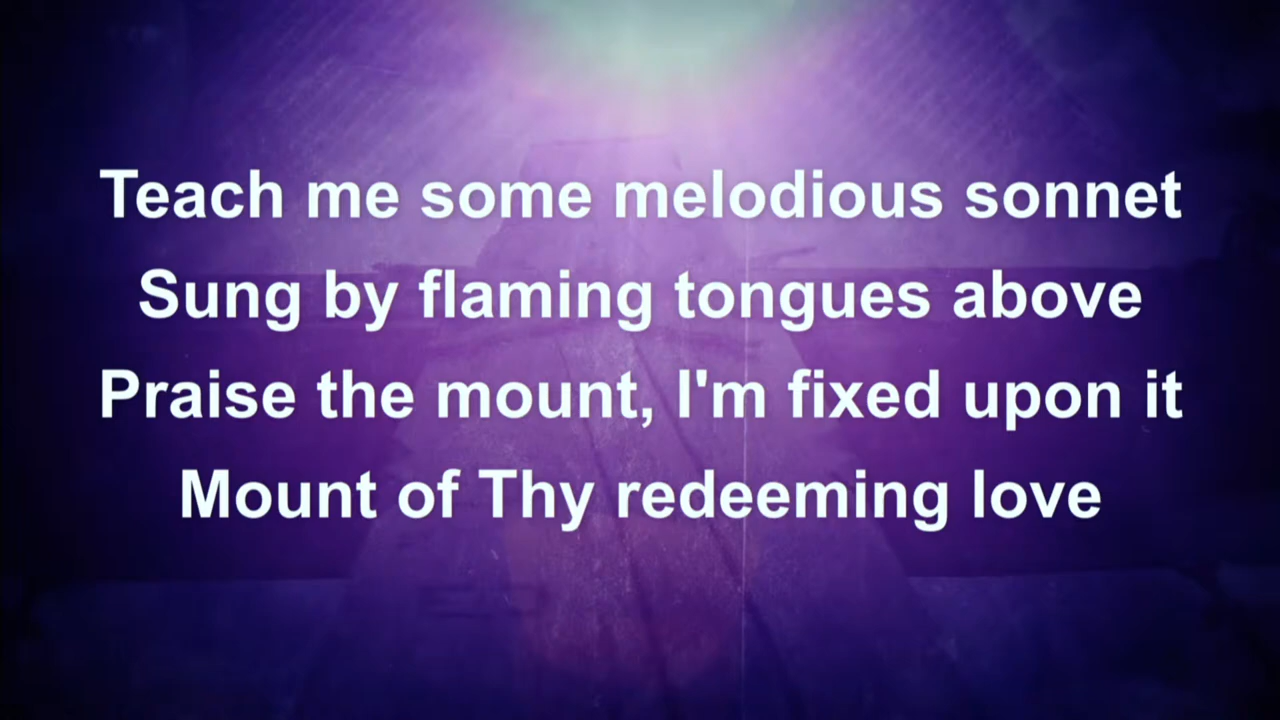 Teach me some melodious sonnet
Sung by flaming tongues above
Praise the mount, I'm fixed upon it
Mount of Thy redeeming love